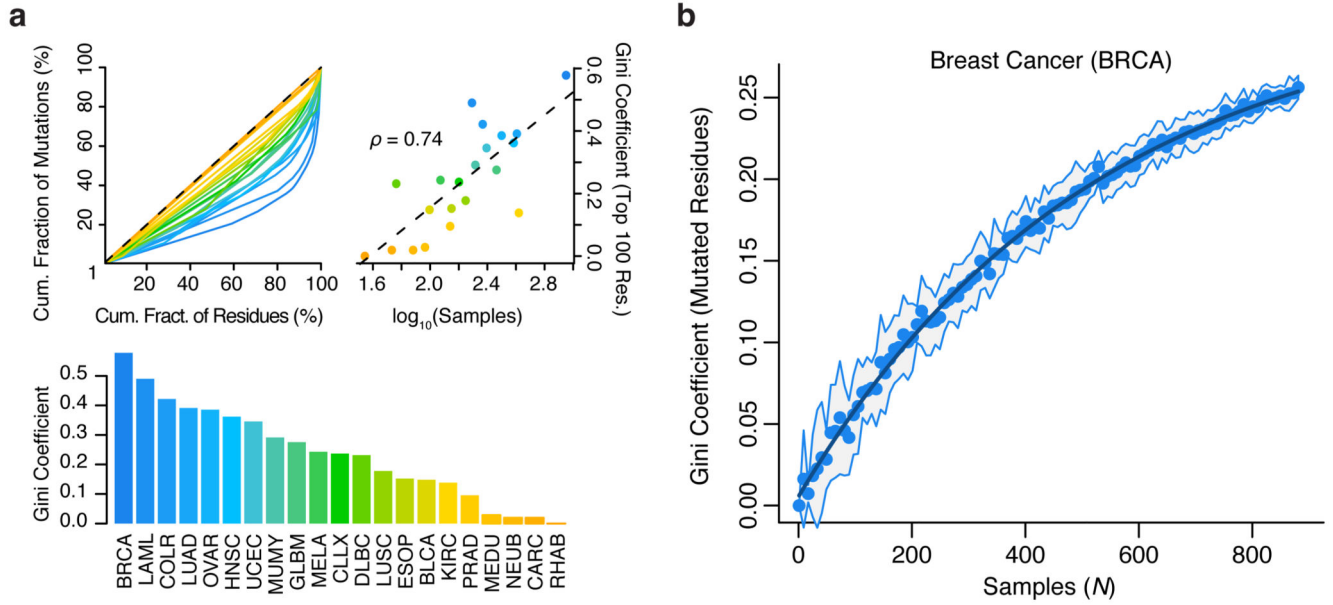 a
Cum. Fraction of Mutations (%)
100
80
60
40
20
1
20 40 60 80 100
Cum. Fract. of Residues (%)
ρ = 0.74
0.6
0.4
0.2
0.0
Gini Coefficient (Top 100 Res.)
1.6 2.0 2.4 2.8
log10(Samples)
Gini Coefficient
0.5
0.4
0.3
0.2
0.1
0.0
BRCA
LAML
COLR
LUAD
OVAR
HNSC
UCEC
MUMY
GLBM
MELA
CLLX
DLBC
LUSC
ESOP
BLCA
KIRC
PRAD
MEDU
NEUB
CARC
RHAB
b
Breast Cancer (BRCA)
Gini Coefficient (Mutated Residues)
0.25
0.20
0.15
0.10
0.05
0.00
0 200 400 600 800
Samples (N)